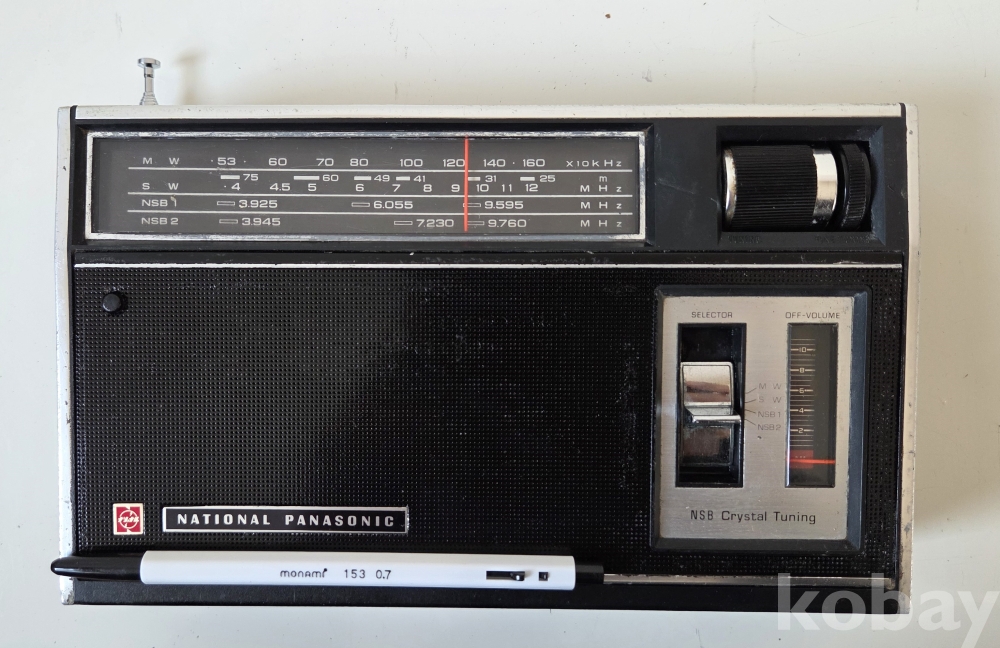 M W 53 60 70 80 100 120 140 160 x10kHz
75 60 49 41 31 25 m
S W 4 4.5 5 6 7 8 9 10 11 12 MHz
NSB 1 3.925 6.055 9.595 MHz
NSB 2 3.945 7.230 9.760 MHz
SELECTOR OFF-VOLUME
10
8
M W 6
S W 4
NSB 1
NSB 2 2
NSB Crystal Tuning
NATIONAL PANASONIC
monami 153 0.7
kobay